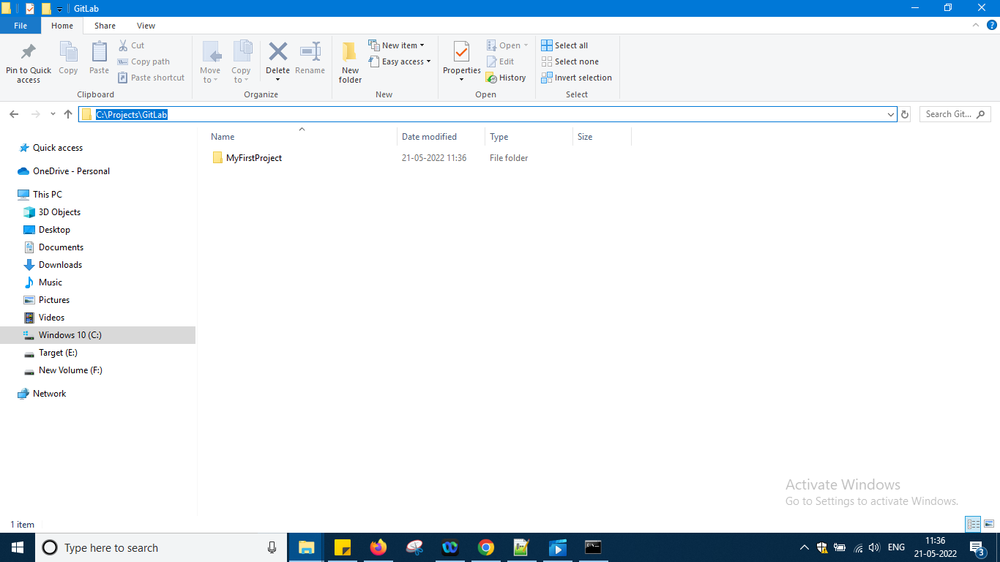 GitLab
File Home Share View
Pin to Quick access
Copy
Paste
Cut
Copy path
Paste shortcut
Clipboard
Move to
Copy to
Delete
Rename
Organize
New folder
New item
Easy access
New
Properties
Open
Edit
History
Open
Select all
Select none
Invert selection
Select
C:\Projects\GitLab
Search Git...
Name Date modified Type Size
MyFirstProject 21-05-2022 11:36 File folder
Quick access
OneDrive - Personal
This PC
3D Objects
Desktop
Documents
Downloads
Music
Pictures
Videos
Windows 10 (C:)
Target (E:)
New Volume (F:)
Network
Activate Windows
Go to Settings to activate Windows.
1 item
Type here to search
ENG
11:36
21-05-2022
3